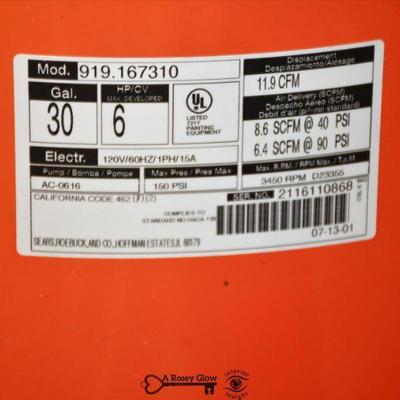 Mod. 919.167310
Gal.
30
HP/CV
MAX. DEVELOPED
6
UL
LISTED
72Y1
PAINTING
EQUIPMENT
Displacement
Desplazamiento/Alésage
11.9 CFM
Air Delivery (SCFM)
Despacho Aéreo (SCFM)
Débit d'air (pi³-min standard)
8.6 SCFM @ 40 PSI
6.4 SCFM @ 90 PSI
Electr. 120V/60HZ/1PH/15A
Pump / Bomba / Pompe
AC-0616
Max Pres / Pres Max
150 PSI
Max. R.P.M. / RPV Max. / T.p.M.
3450 RPM D23355
CALIFORNIA CODE 462 (l)(2)
COMPLIES TO
STANDARD NO.
SER. NO. 2116110868
07-13-01
SEARS,ROEBUCK,AND CO.,HOFFMAN ESTATES,IL 60179
A Rosey Glow
interior
insight